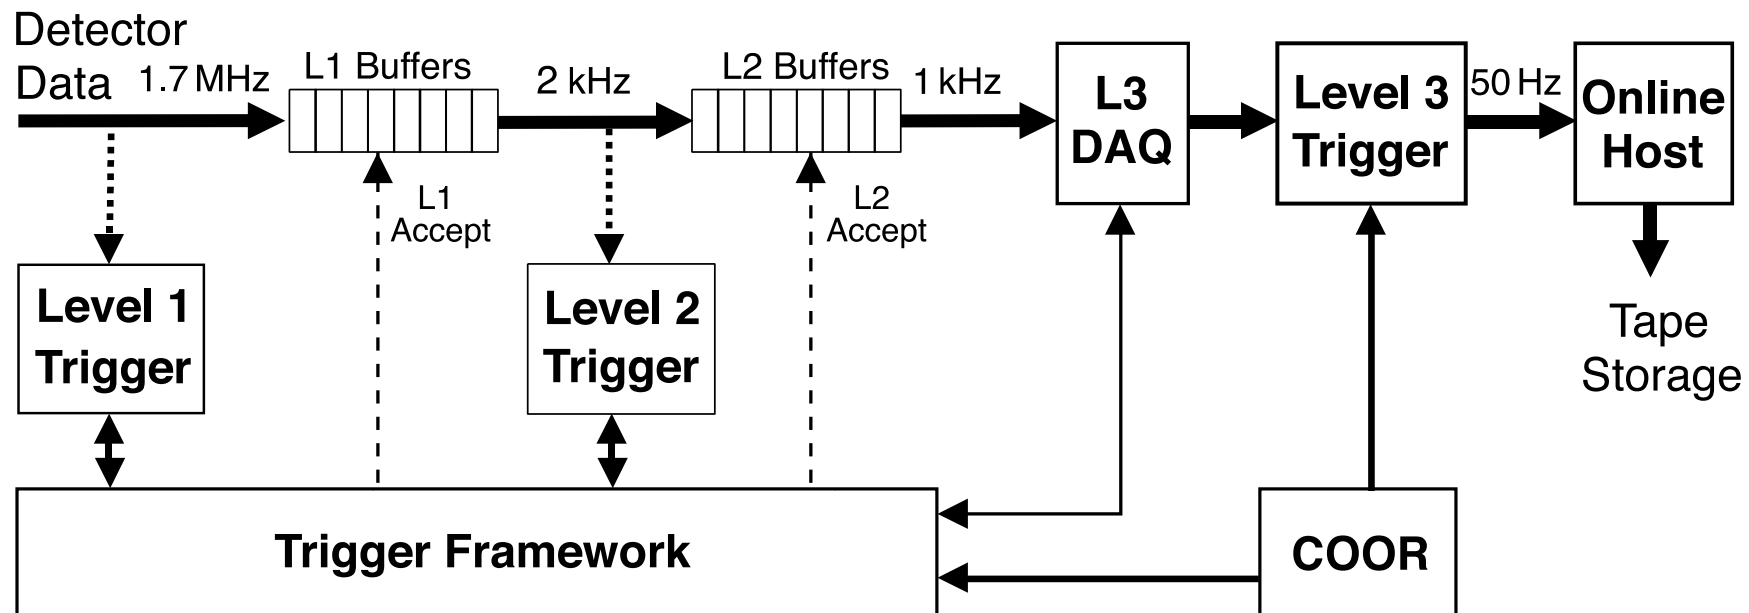 Detector
Data
1.7 MHz
L1 Buffers
2 kHz
L2 Buffers
1 kHz
L3
DAQ
Level 3
Trigger
50 Hz
Online
Host
L1
Accept
L2
Accept
Level 1
Trigger
Level 2
Trigger
Tape
Storage
Trigger Framework
COOR